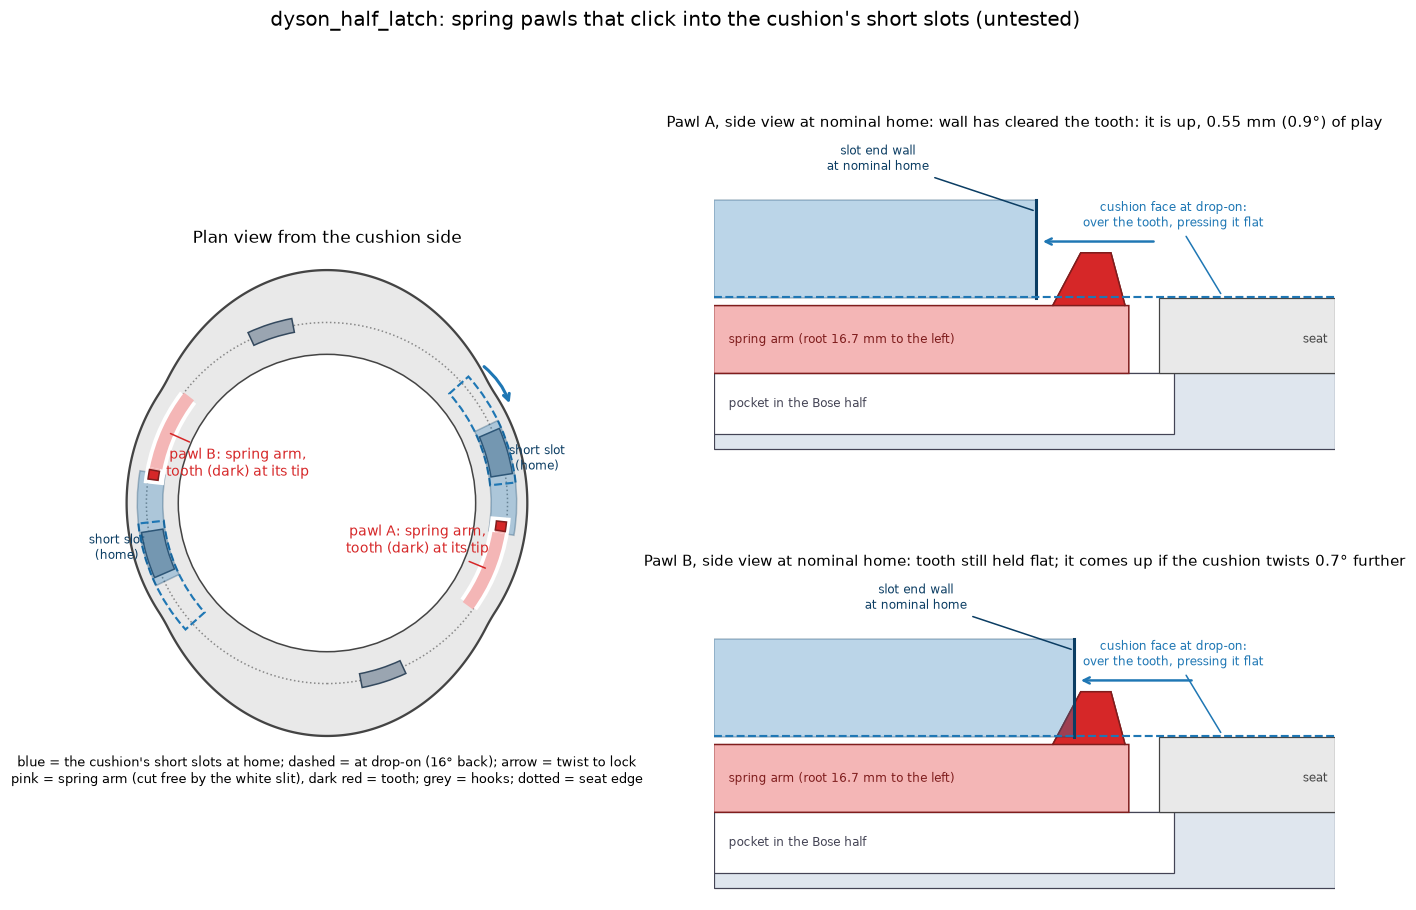 dyson_half_latch: spring pawls that click into the cushion's short slots (untested)
Plan view from the cushion side
short slot
(home)
pawl B: spring arm,
tooth (dark) at its tip
pawl A: spring arm,
tooth (dark) at its tip
short slot
(home)
blue = the cushion's short slots at home; dashed = at drop-on (16° back); arrow = twist to lock
pink = spring arm (cut free by the white slit), dark red = tooth; grey = hooks; dotted = seat edge
Pawl A, side view at nominal home: wall has cleared the tooth: it is up, 0.55 mm (0.9°) of play
slot end wall
at nominal home
cushion face at drop-on:
over the tooth, pressing it flat
spring arm (root 16.7 mm to the left)
seat
pocket in the Bose half
Pawl B, side view at nominal home: tooth still held flat; it comes up if the cushion twists 0.7° further
slot end wall
at nominal home
cushion face at drop-on:
over the tooth, pressing it flat
spring arm (root 16.7 mm to the left)
seat
pocket in the Bose half